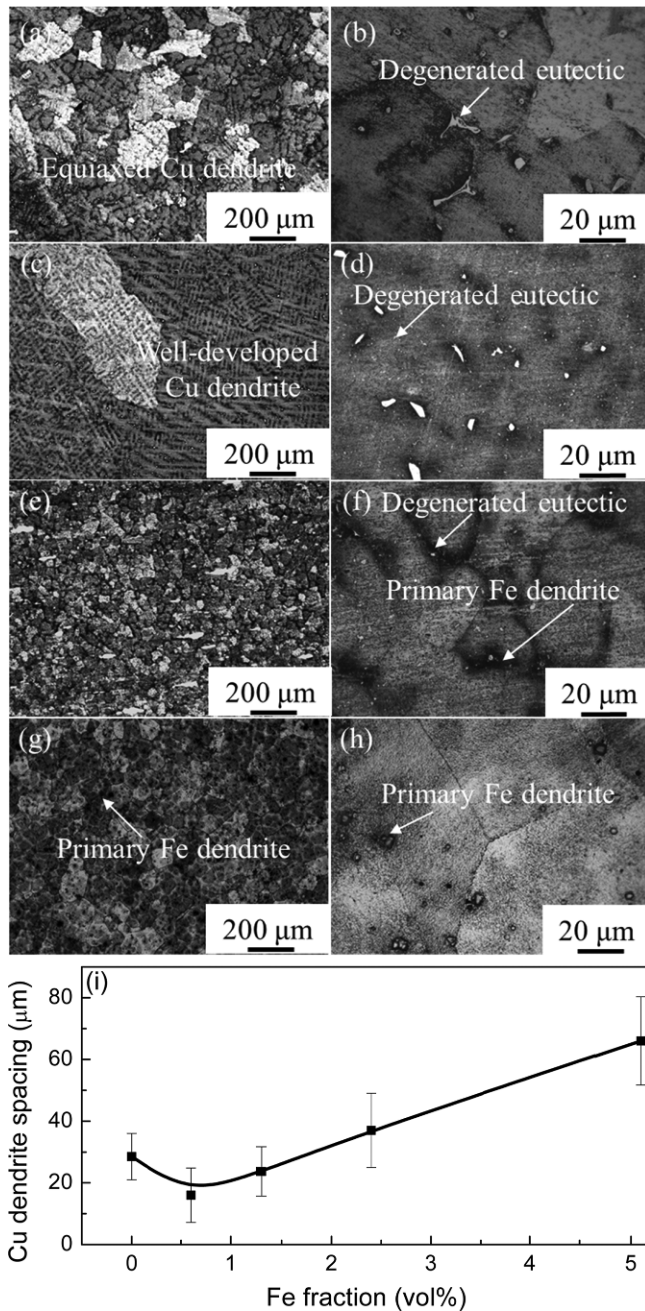 (a)
Equiaxed Cu dendrite
200 μm
(b)
Degenerated eutectic
20 μm
(c)
Well-developed
Cu dendrite
200 μm
(d)
Degenerated eutectic
20 μm
(e)
200 μm
(f)
Degenerated eutectic
Primary Fe dendrite
20 μm
(g)
Primary Fe dendrite
200 μm
(h)
Primary Fe dendrite
20 μm
(i)
Cu dendrite spacing (μm)
80
60
40
20
0
0 1 2 3 4 5
Fe fraction (vol%)